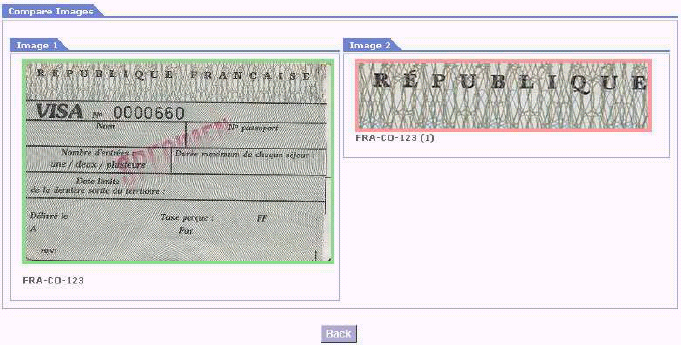 Compare Images
Image 1
RÉPUBLIQUE FRANÇAISE
VISA No 0000660
Nom No passeport
Nombre d'entrées : Durée maximum de chaque séjour
une / deux / plusieurs
Date limite
de la dernière sortie du territoire :
Délivré le Taxe perçue : FF
A Par
FRA-CO-123
Image 2
RÉPUBLIQUE
FRA-CO-123 (1)
Back